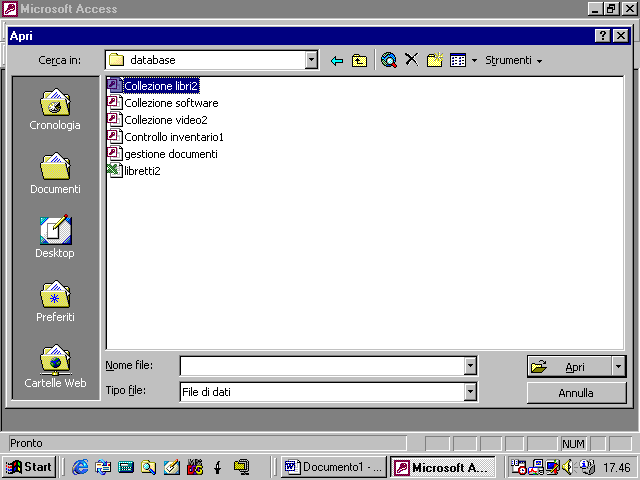 Microsoft Access
Apri
Cerca in: database Strumenti
Collezione libri2
Collezione software
Collezione video2
Controllo inventario1
gestione documenti
libretti2
Cronologia
Documenti
Desktop
Preferiti
Cartelle Web
Nome file: Apri
Tipo file: File di dati Annulla
Pronto NUM
Start Documento1 - ... Microsoft A... 17.46